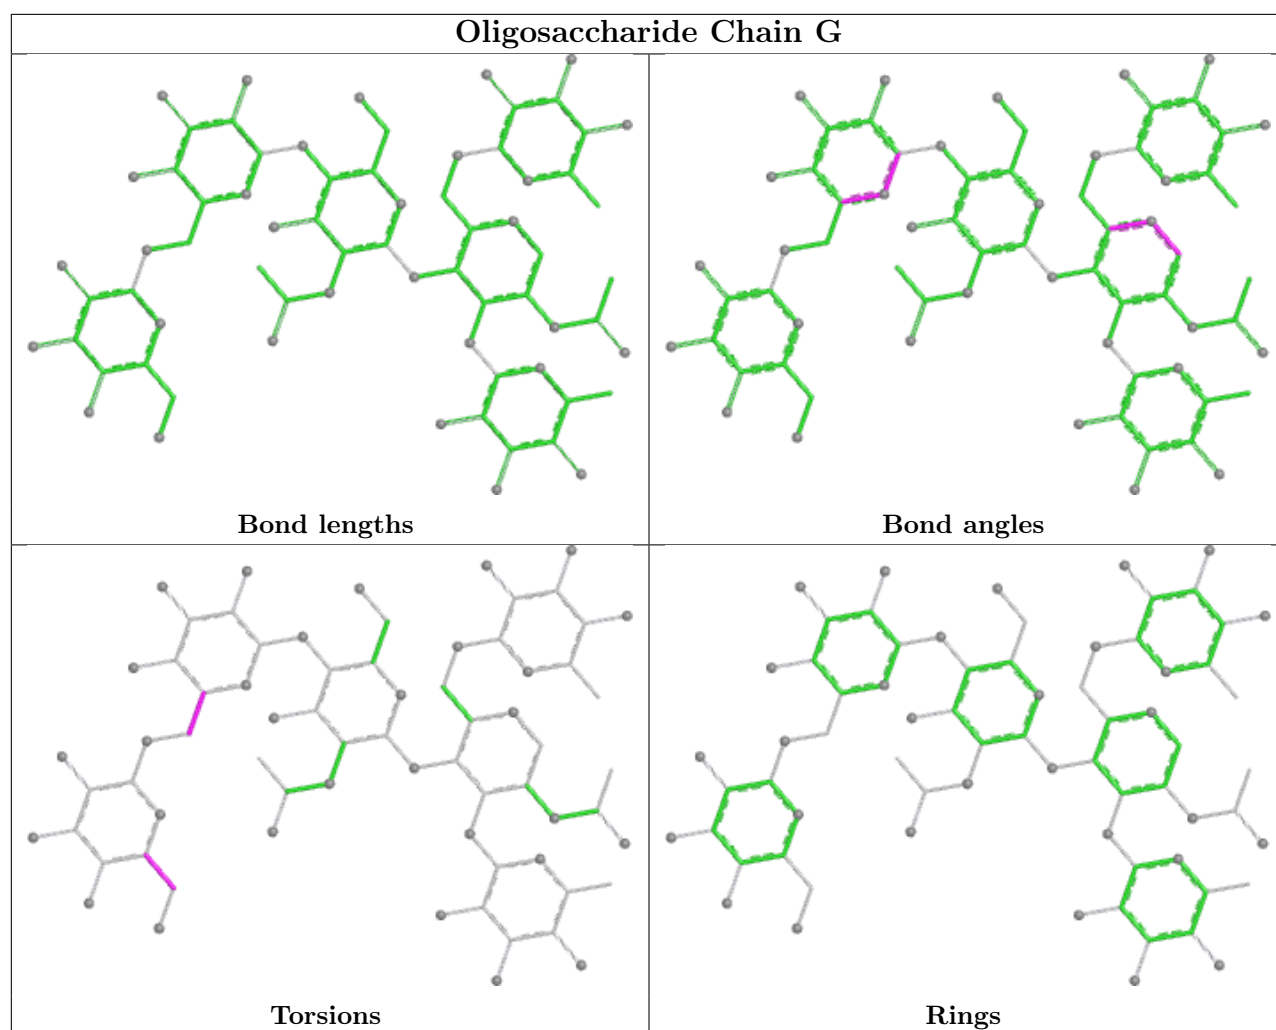 Oligosaccharide Chain G
Bond lengths
Bond angles
Torsions
Rings